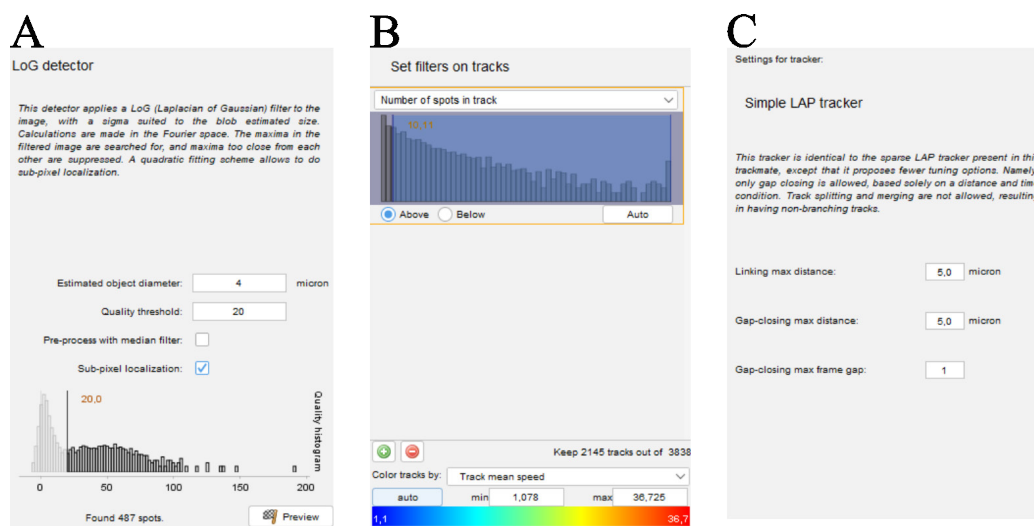 A
LoG detector
This detector applies a LoG (Laplacian of Gaussian) filter to the
image, with a sigma suited to the blob estimated size.
Calculations are made in the Fourier space. The maxima in the
filtered image are searched for, and maxima too close from each
other are suppressed. A quadratic fitting scheme allows to do
sub-pixel localization.
Estimated object diameter: 4 micron
Quality threshold: 20
Pre-process with median filter:
Sub-pixel localization:
20,0
Quality histogram
0 50 100 150 200
Found 487 spots. Preview
B
Set filters on tracks
Number of spots in track
Above Below Auto
Keep 2145 tracks out of 3838
Color tracks by: Track mean speed
auto min 1,078 max 36,725
1,1 36,7
C
Settings for tracker:
Simple LAP tracker
This tracker is identical to the sparse LAP tracker present in thi
trackmate, except that it proposes fewer tuning options. Namely
only gap closing is allowed, based solely on a distance and tim
condition. Track splitting and merging are not allowed, resulting
in having non-branching tracks.
Linking max distance: 5,0 micron
Gap-closing max distance: 5,0 micron
Gap-closing max frame gap: 1